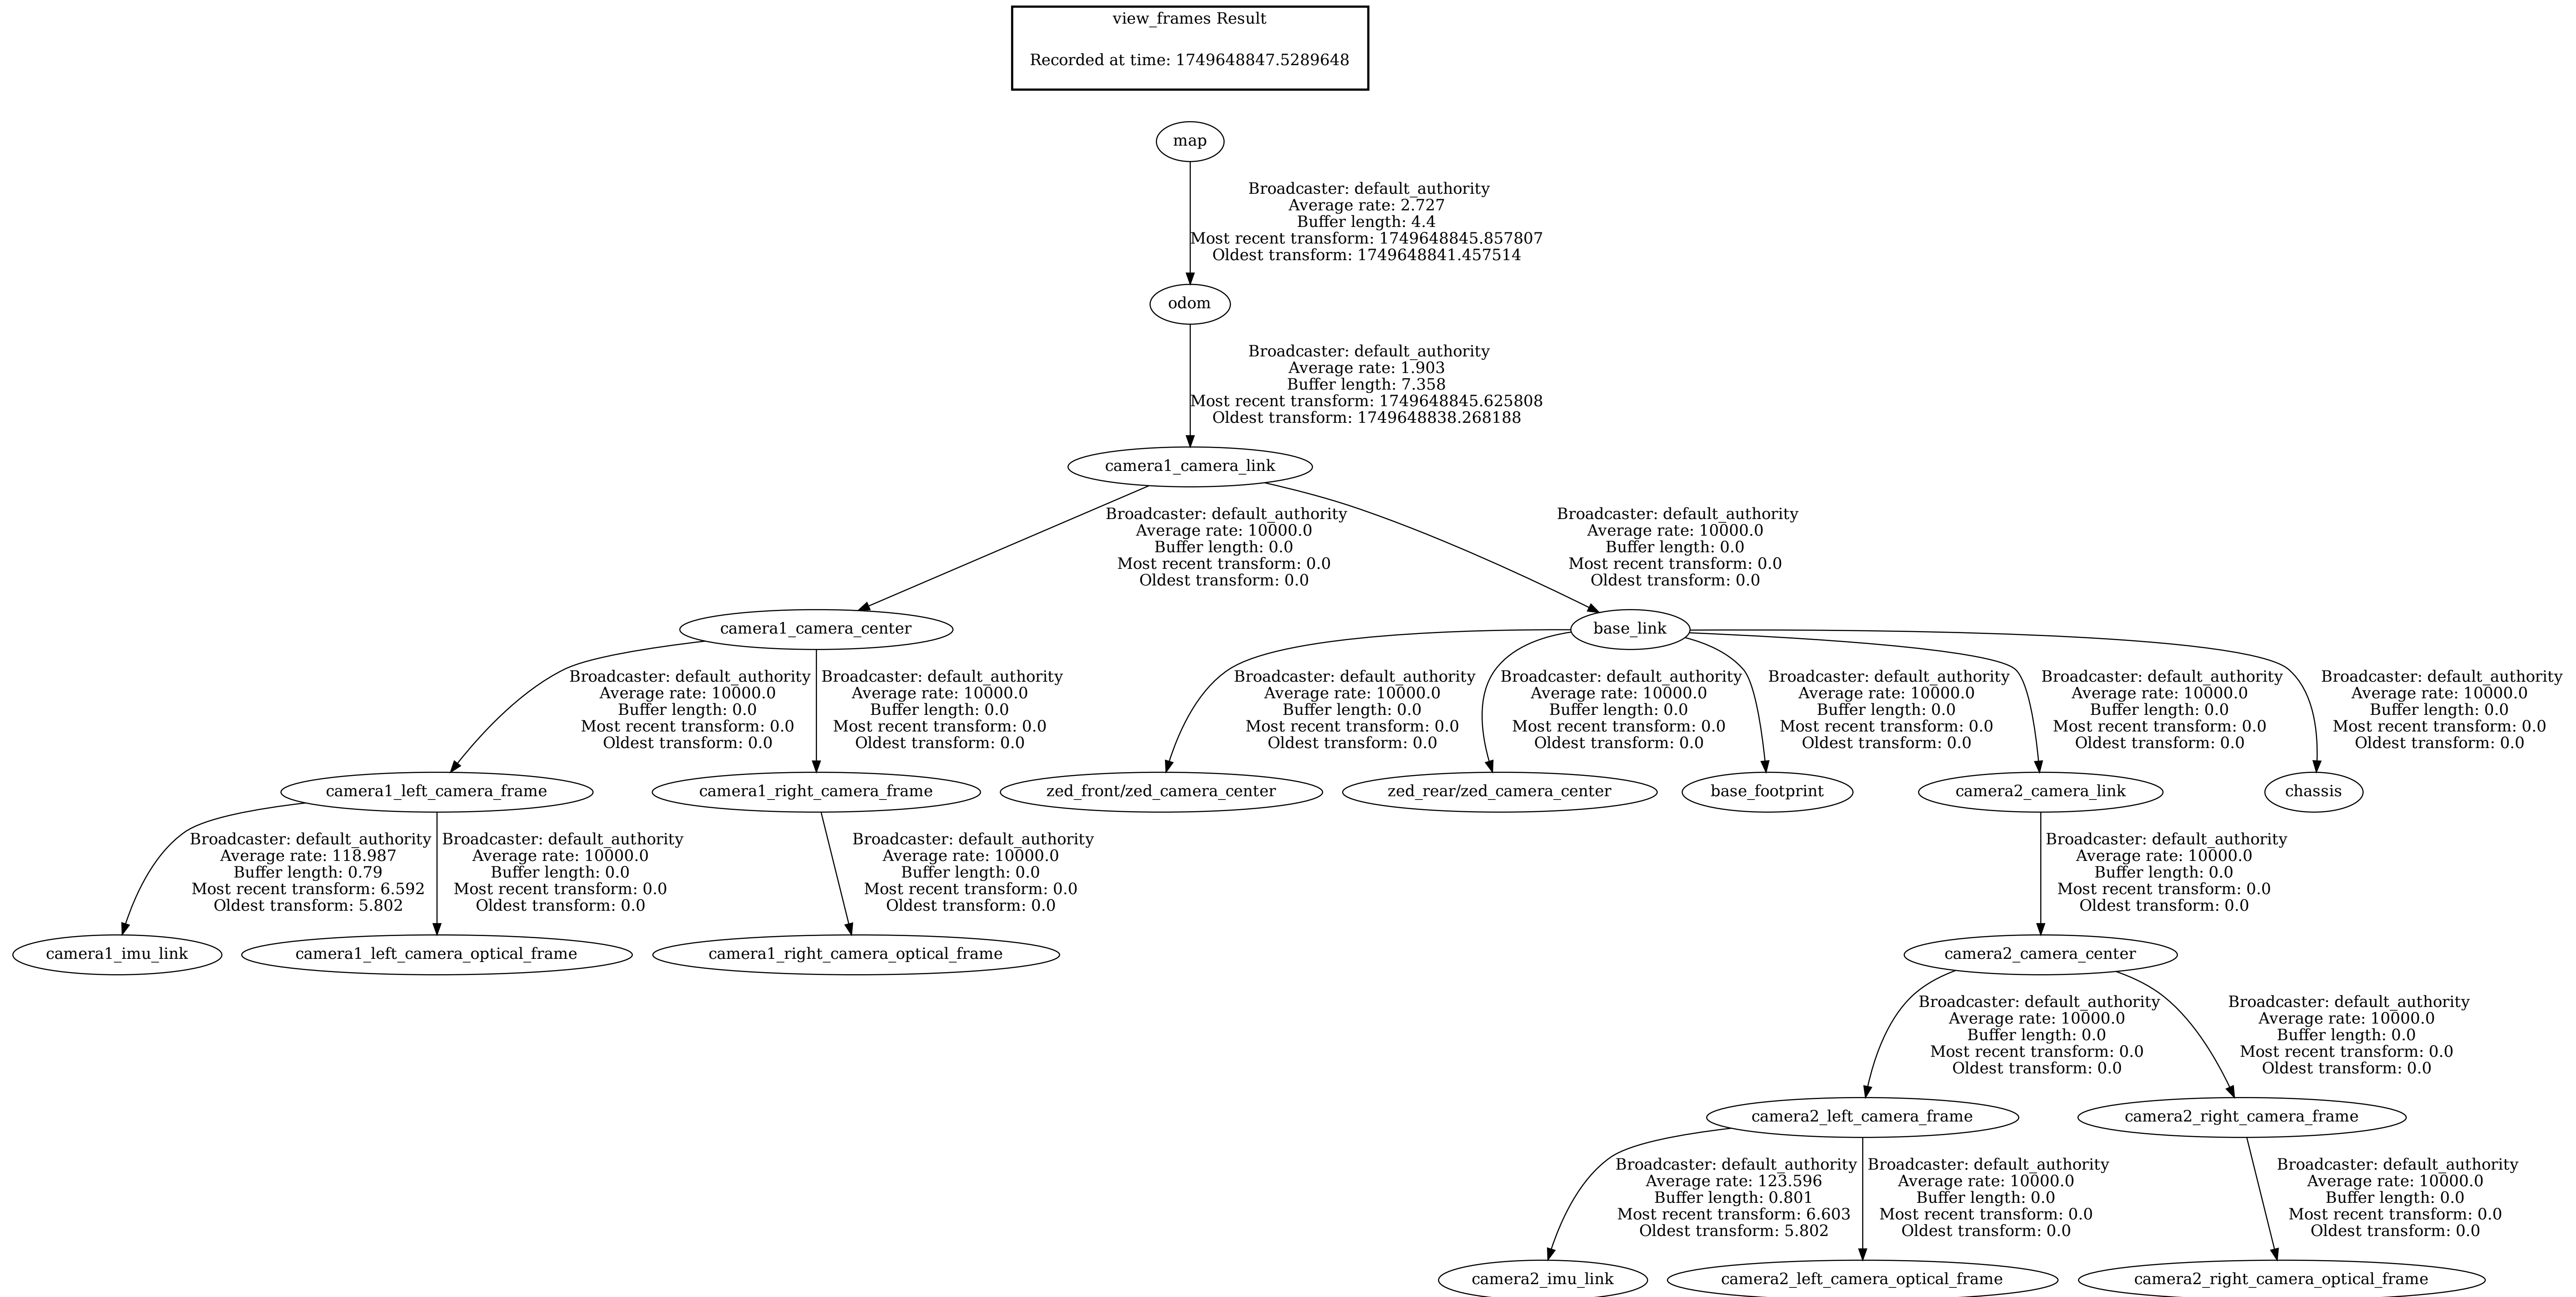 view_frames Result
Recorded at time: 1749648847.5289648
map
Broadcaster: default_authority
Average rate: 2.727
Buffer length: 4.4
Most recent transform: 1749648845.857807
Oldest transform: 1749648841.457514
odom
Broadcaster: default_authority
Average rate: 1.903
Buffer length: 7.358
Most recent transform: 1749648845.625808
Oldest transform: 1749648838.268188
camera1_camera_link
Broadcaster: default_authority
Average rate: 10000.0
Buffer length: 0.0
Most recent transform: 0.0
Oldest transform: 0.0
Broadcaster: default_authority
Average rate: 10000.0
Buffer length: 0.0
Most recent transform: 0.0
Oldest transform: 0.0
camera1_camera_center
base_link
Broadcaster: default_authority
Average rate: 10000.0
Buffer length: 0.0
Most recent transform: 0.0
Oldest transform: 0.0
Broadcaster: default_authority
Average rate: 10000.0
Buffer length: 0.0
Most recent transform: 0.0
Oldest transform: 0.0
Broadcaster: default_authority
Average rate: 10000.0
Buffer length: 0.0
Most recent transform: 0.0
Oldest transform: 0.0
Broadcaster: default_authority
Average rate: 10000.0
Buffer length: 0.0
Most recent transform: 0.0
Oldest transform: 0.0
Broadcaster: default_authority
Average rate: 10000.0
Buffer length: 0.0
Most recent transform: 0.0
Oldest transform: 0.0
Broadcaster: default_authority
Average rate: 10000.0
Buffer length: 0.0
Most recent transform: 0.0
Oldest transform: 0.0
Broadcaster: default_authority
Average rate: 10000.0
Buffer length: 0.0
Most recent transform: 0.0
Oldest transform: 0.0
camera1_left_camera_frame
camera1_right_camera_frame
zed_front/zed_camera_center
zed_rear/zed_camera_center
base_footprint
camera2_camera_link
chassis
Broadcaster: default_authority
Average rate: 118.987
Buffer length: 0.79
Most recent transform: 6.592
Oldest transform: 5.802
Broadcaster: default_authority
Average rate: 10000.0
Buffer length: 0.0
Most recent transform: 0.0
Oldest transform: 0.0
Broadcaster: default_authority
Average rate: 10000.0
Buffer length: 0.0
Most recent transform: 0.0
Oldest transform: 0.0
Broadcaster: default_authority
Average rate: 10000.0
Buffer length: 0.0
Most recent transform: 0.0
Oldest transform: 0.0
camera1_imu_link
camera1_left_camera_optical_frame
camera1_right_camera_optical_frame
camera2_camera_center
Broadcaster: default_authority
Average rate: 10000.0
Buffer length: 0.0
Most recent transform: 0.0
Oldest transform: 0.0
Broadcaster: default_authority
Average rate: 10000.0
Buffer length: 0.0
Most recent transform: 0.0
Oldest transform: 0.0
camera2_left_camera_frame
camera2_right_camera_frame
Broadcaster: default_authority
Average rate: 123.596
Buffer length: 0.801
Most recent transform: 6.603
Oldest transform: 5.802
Broadcaster: default_authority
Average rate: 10000.0
Buffer length: 0.0
Most recent transform: 0.0
Oldest transform: 0.0
Broadcaster: default_authority
Average rate: 10000.0
Buffer length: 0.0
Most recent transform: 0.0
Oldest transform: 0.0
camera2_imu_link
camera2_left_camera_optical_frame
camera2_right_camera_optical_frame